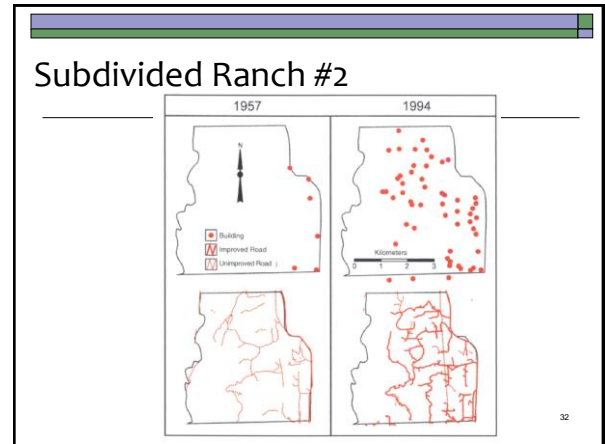 Subdivided Ranch #2
1957
1994
N
Building
Improved Road
Unimproved Road
Kilometers
0 1 2 3
32